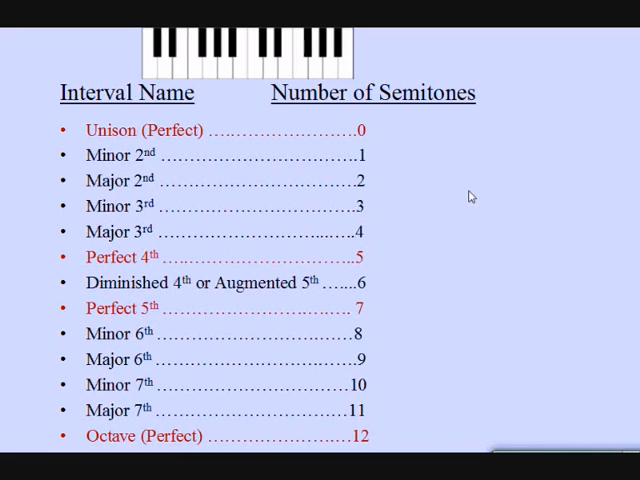 Interval Name Number of Semitones
• Unison (Perfect) ….…………………0
• Minor 2nd ……………………………….1
• Major 2nd ……………………………….2
• Minor 3rd ……………………………….3
• Major 3rd …………………………...….4
• Perfect 4th …..…………………………..5
• Diminished 4th or Augmented 5th …....6
• Perfect 5th ………………………..…. 7
• Minor 6th ……………………………….8
• Major 6th ……………………………….9
• Minor 7th ………………………………10
• Major 7th ………………………………11
• Octave (Perfect) ……………………..…12